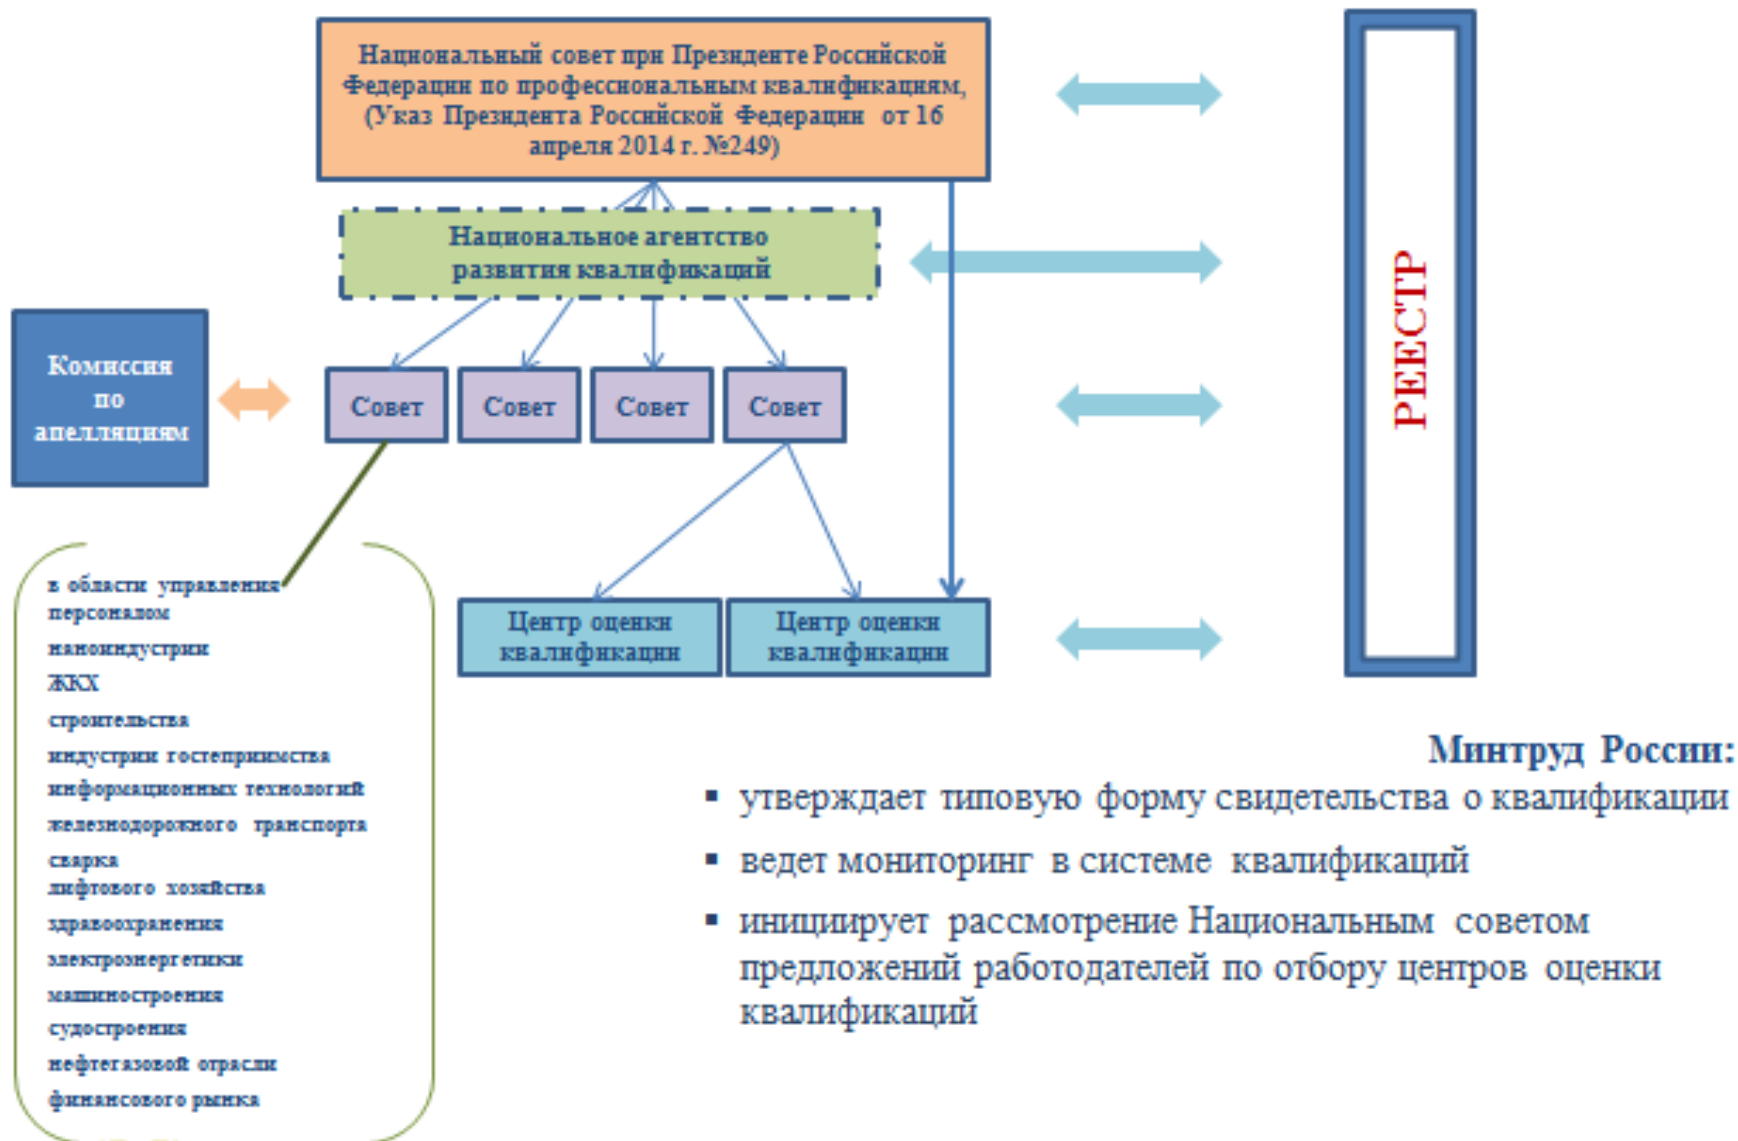 Национальный совет при Президенте Российской
Федерации по профессиональным квалификациям,
(Указ Президента Российской Федерации от 16
апреля 2014 г. №249)
Национальное агентство
развития квалификаций
РЕЕСТР
Комиссия
по
апелляциям
Совет
Совет
Совет
Совет
Центр оценки
квалификации
Центр оценки
квалификации
в области управления
персоналом
наноиндустрии
ЖКХ
строительства
индустрии гостеприимства
информационных технологий
железнодорожного транспорта
сварка
лифтового хозяйства
здравоохранения
электроэнергетики
машиностроения
судостроения
нефтегазовой отрасли
финансового рынка
Минтруд России:
▪ утверждает типовую форму свидетельства о квалификации
▪ ведет мониторинг в системе квалификаций
▪ инициирует рассмотрение Национальным советом
предложений работодателей по отбору центров оценки
квалификаций